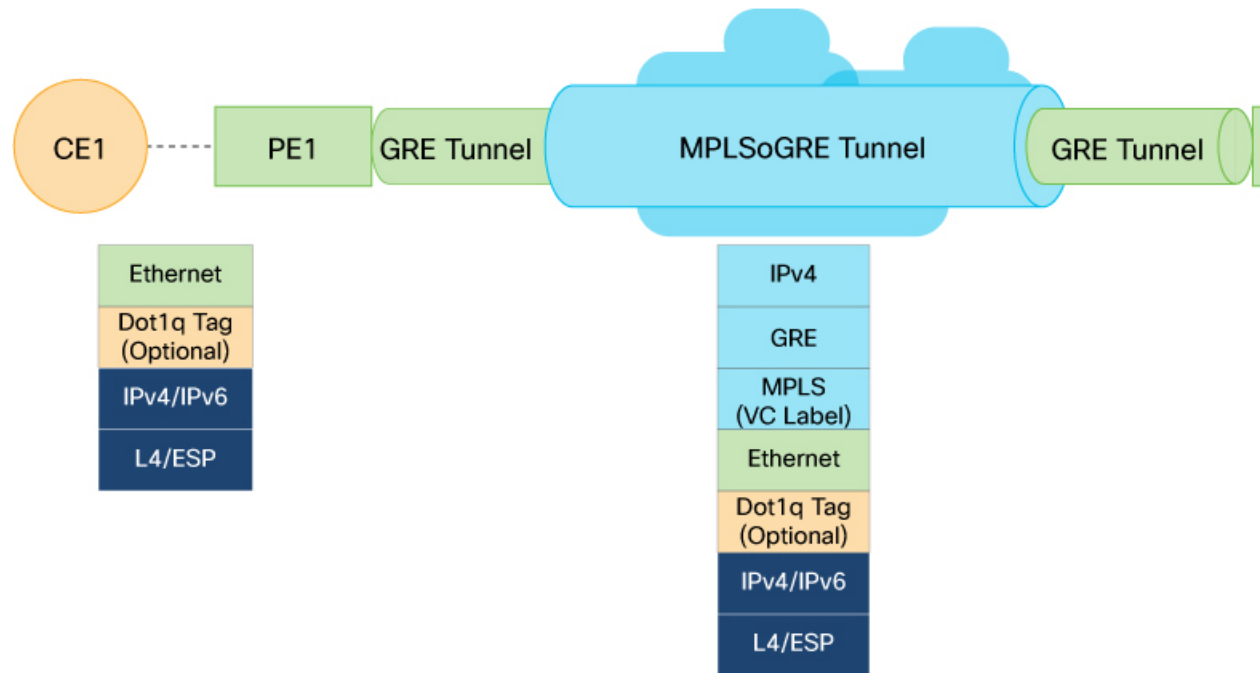 CE1
PE1
GRE Tunnel
MPLSoGRE Tunnel
GRE Tunnel
Ethernet
Dot1q Tag
(Optional)
IPv4/IPv6
L4/ESP
IPv4
GRE
MPLS
(VC Label)
Ethernet
Dot1q Tag
(Optional)
IPv4/IPv6
L4/ESP